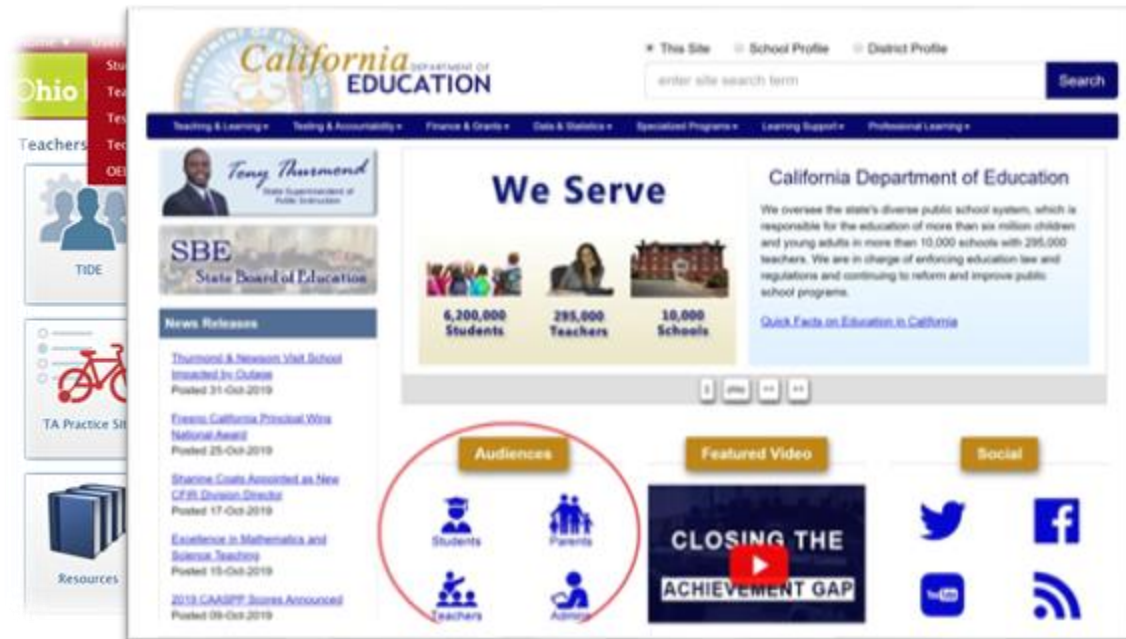 Ohio
Stu
Tea
Tes
Tec
OE
Teachers
TIDE
TA Practice Sit
Resources
California
DEPARTMENT OF
EDUCATION
This Site School Profile District Profile
enter site search term
Search
Teaching & Learning Testing & Accountability Finance & Grants Data & Statistics Specialized Programs Learning Support Professional Learning
Tony Thurmond
State Superintendent of
Public Instruction
SBE
State Board of Education
News Releases
Thurmond & Newsom Visit School
Impacted by Outage
Posted 31-Oct-2019
Fresno California Principal Wins
National Award
Posted 25-Oct-2019
Sharine Coats Appointed as New
CFIR Division Director
Posted 17-Oct-2019
Excellence in Mathematics and
Science Teaching
Posted 15-Oct-2019
2019 CAASPP Scores Announced
Posted 09-Oct-2019
We Serve
6,200,000
Students
295,000
Teachers
10,000
Schools
California Department of Education
We oversee the state's diverse public school system, which is
responsible for the education of more than six million children
and young adults in more than 10,000 schools with 295,000
teachers. We are in charge of enforcing education law and
regulations and continuing to reform and improve public
school programs.
Quick Facts on Education in California
Audiences
Students
Parents
Teachers
Admins
Featured Video
CLOSING THE
ACHIEVEMENT GAP
Social
You Tube